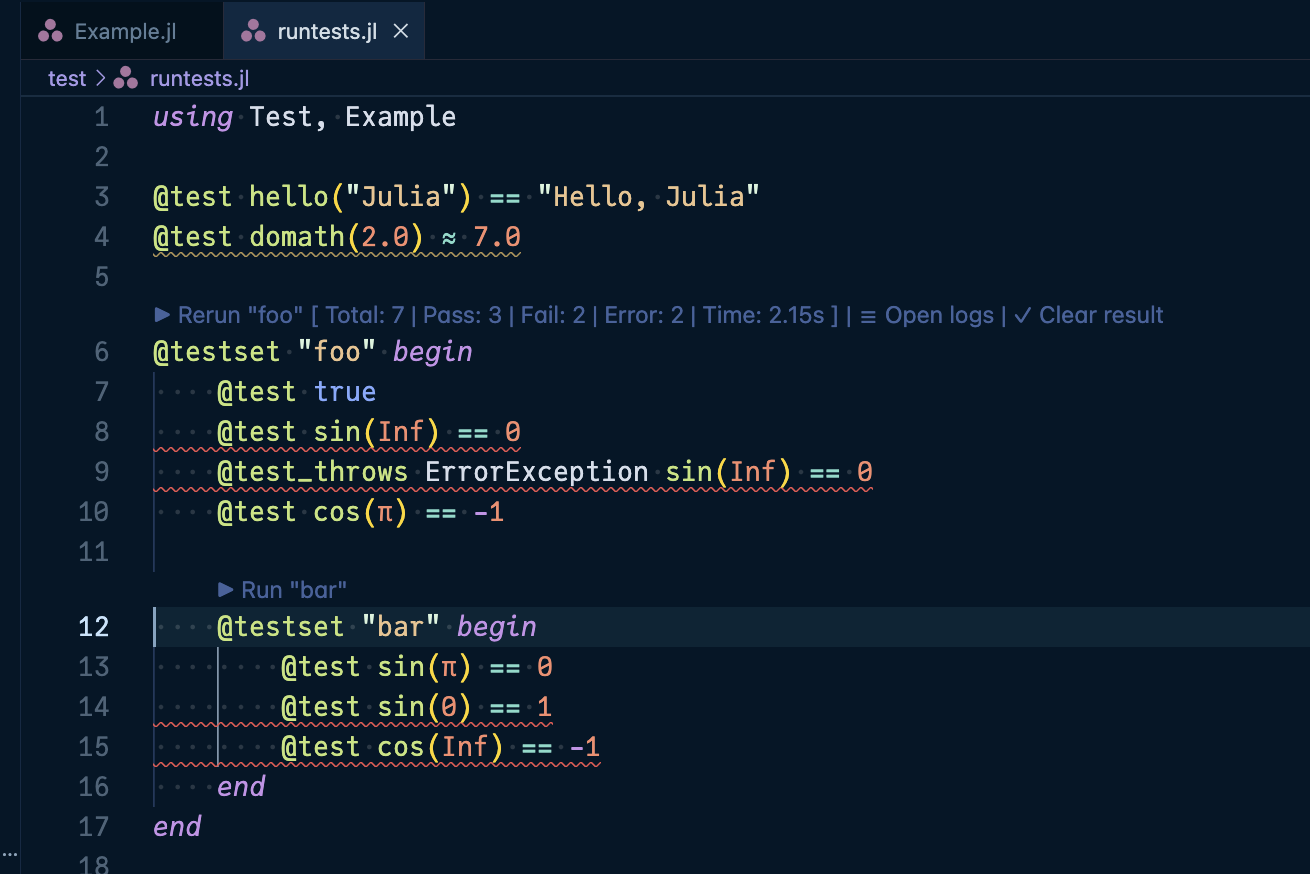 Example.jl
runtests.jl
test > runtests.jl
1 using Test, Example
2
3 @test hello("Julia") == "Hello, Julia"
4 @test domath(2.0) ≈ 7.0
5
▶ Rerun "foo" [ Total: 7 | Pass: 3 | Fail: 2 | Error: 2 | Time: 2.15s ] | ≡ Open logs | ✓ Clear result
6 @testset "foo" begin
7     @test true
8     @test sin(Inf) == 0
9     @test_throws ErrorException sin(Inf) == 0
10     @test cos(π) == -1
11
▶ Run "bar"
12     @testset "bar" begin
13         @test sin(π) == 0
14         @test sin(0) == 1
15         @test cos(Inf) == -1
16     end
17 end
18